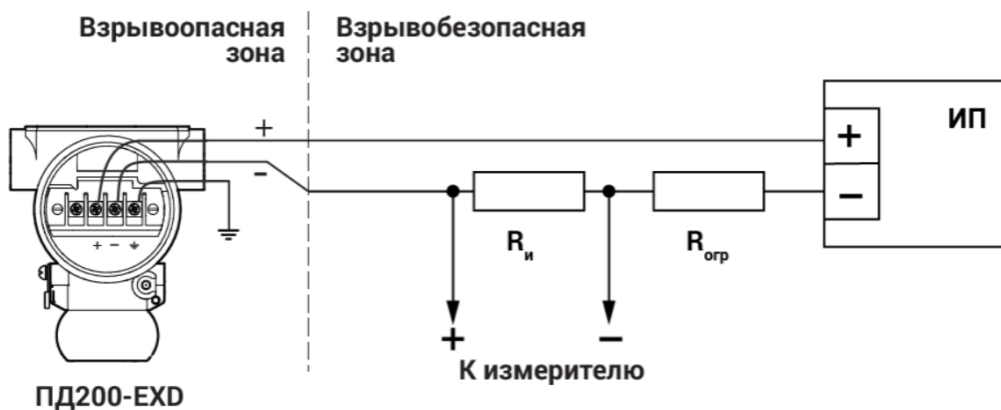 Взрывоопасная
зона
Взрывобезопасная
зона
ИП
+
+
−
−
Rи
Rогр
+ − ⏚
+
−
К измерителю
ПД200-EXD